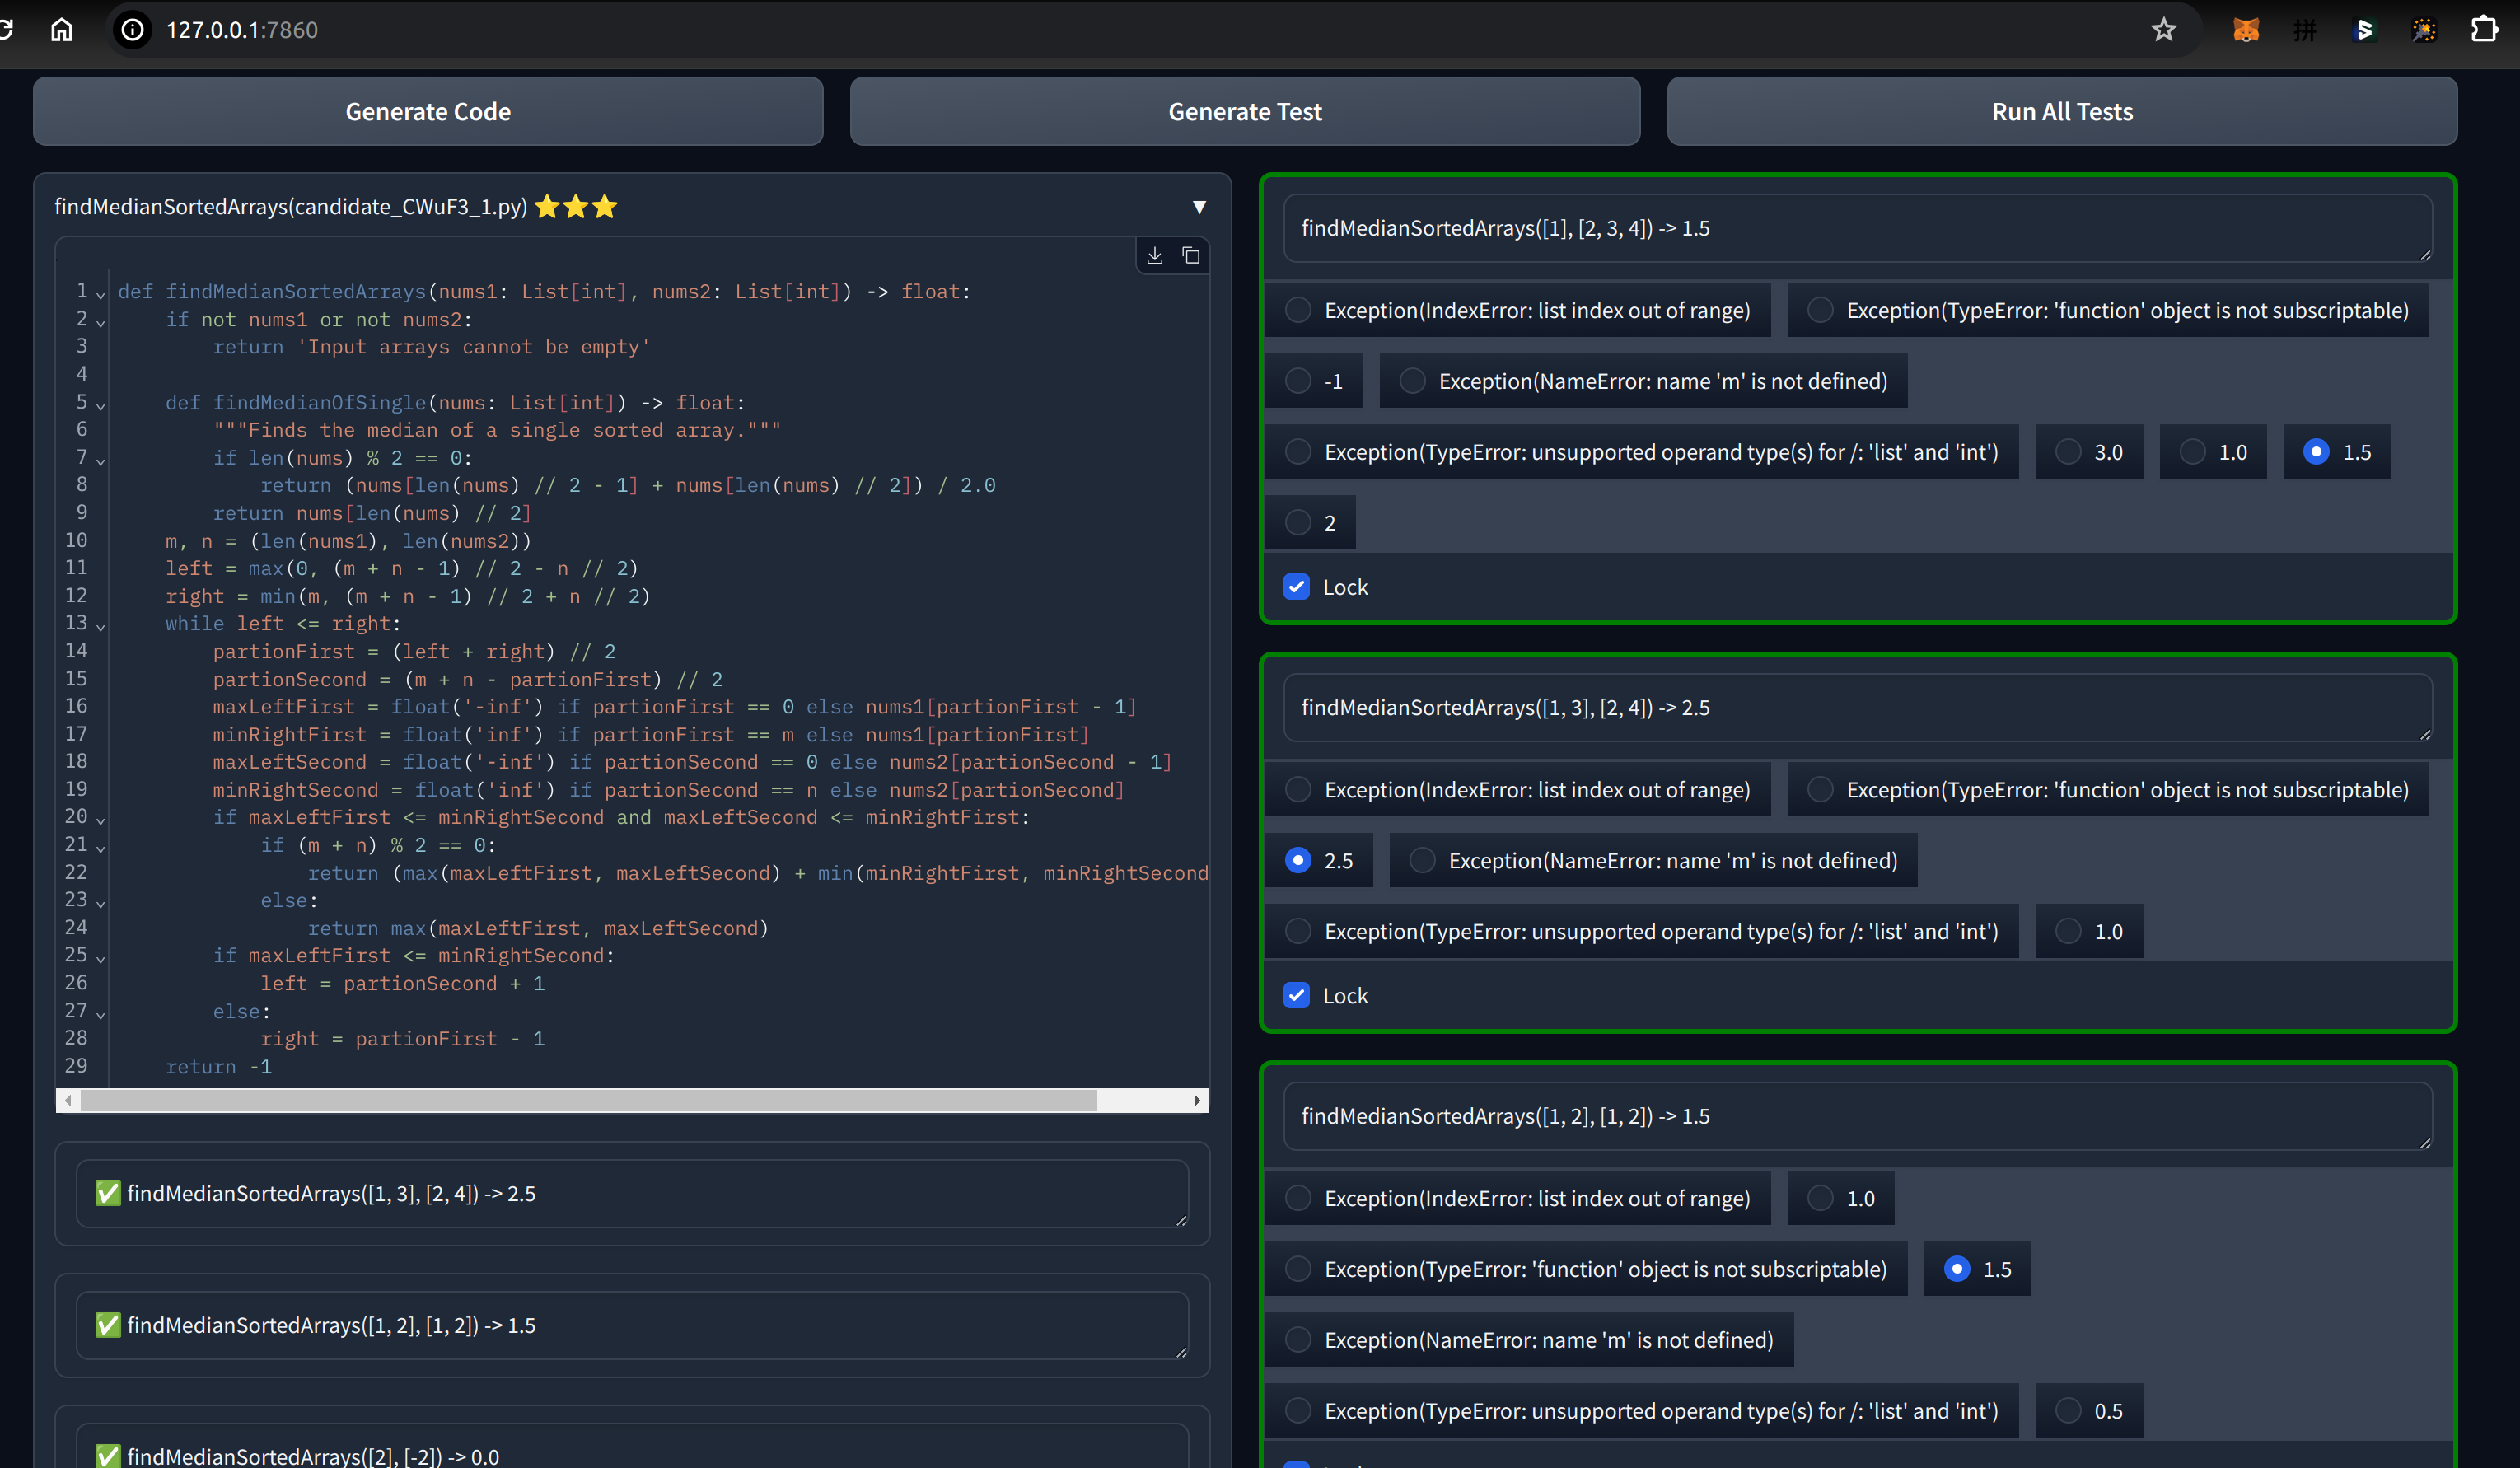 127.0.0.1:7860
Generate Code
Generate Test
Run All Tests
findMedianSortedArrays(candidate_CWuF3_1.py) ⭐⭐⭐
▼
1 def findMedianSortedArrays(nums1: List[int], nums2: List[int]) -> float:
2     if not nums1 or not nums2:
3         return 'Input arrays cannot be empty'
4
5     def findMedianOfSingle(nums: List[int]) -> float:
6         """Finds the median of a single sorted array."""
7         if len(nums) % 2 == 0:
8             return (nums[len(nums) // 2 - 1] + nums[len(nums) // 2]) / 2.0
9         return nums[len(nums) // 2]
10     m, n = (len(nums1), len(nums2))
11     left = max(0, (m + n - 1) // 2 - n // 2)
12     right = min(m, (m + n - 1) // 2 + n // 2)
13     while left <= right:
14         partionFirst = (left + right) // 2
15         partionSecond = (m + n - partionFirst) // 2
16         maxLeftFirst = float('-inf') if partionFirst == 0 else nums1[partionFirst - 1]
17         minRightFirst = float('inf') if partionFirst == m else nums1[partionFirst]
18         maxLeftSecond = float('-inf') if partionSecond == 0 else nums2[partionSecond - 1]
19         minRightSecond = float('inf') if partionSecond == n else nums2[partionSecond]
20         if maxLeftFirst <= minRightSecond and maxLeftSecond <= minRightFirst:
21             if (m + n) % 2 == 0:
22                 return (max(maxLeftFirst, maxLeftSecond) + min(minRightFirst, minRightSecond
23             else:
24                 return max(maxLeftFirst, maxLeftSecond)
25         if maxLeftFirst <= minRightSecond:
26             left = partionSecond + 1
27         else:
28             right = partionFirst - 1
29     return -1
✅ findMedianSortedArrays([1, 3], [2, 4]) -> 2.5
✅ findMedianSortedArrays([1, 2], [1, 2]) -> 1.5
✅ findMedianSortedArrays([2], [-2]) -> 0.0
findMedianSortedArrays([1], [2, 3, 4]) -> 1.5
Exception(IndexError: list index out of range) Exception(TypeError: 'function' object is not subscriptable)
-1 Exception(NameError: name 'm' is not defined)
Exception(TypeError: unsupported operand type(s) for /: 'list' and 'int') 3.0 1.0 1.5
2
Lock
findMedianSortedArrays([1, 3], [2, 4]) -> 2.5
Exception(IndexError: list index out of range) Exception(TypeError: 'function' object is not subscriptable)
2.5 Exception(NameError: name 'm' is not defined)
Exception(TypeError: unsupported operand type(s) for /: 'list' and 'int') 1.0
Lock
findMedianSortedArrays([1, 2], [1, 2]) -> 1.5
Exception(IndexError: list index out of range) 1.0
Exception(TypeError: 'function' object is not subscriptable) 1.5
Exception(NameError: name 'm' is not defined)
Exception(TypeError: unsupported operand type(s) for /: 'list' and 'int') 0.5